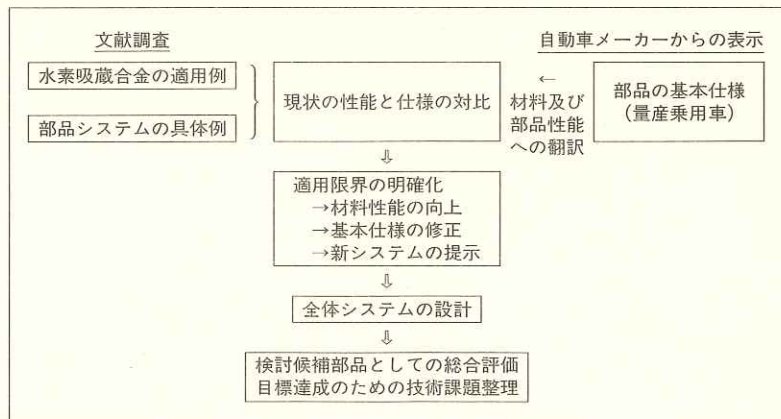 文献調査
自動車メーカーからの表示
水素吸蔵合金の適用例
部品システムの具体例
現状の性能と仕様の対比
←
材料及び
部品性能
への翻訳
部品の基本仕様
(量産乗用車)
⇩
適用限界の明確化
→材料性能の向上
→基本仕様の修正
→新システムの提示
⇩
全体システムの設計
⇩
検討候補部品としての総合評価
目標達成のための技術課題整理